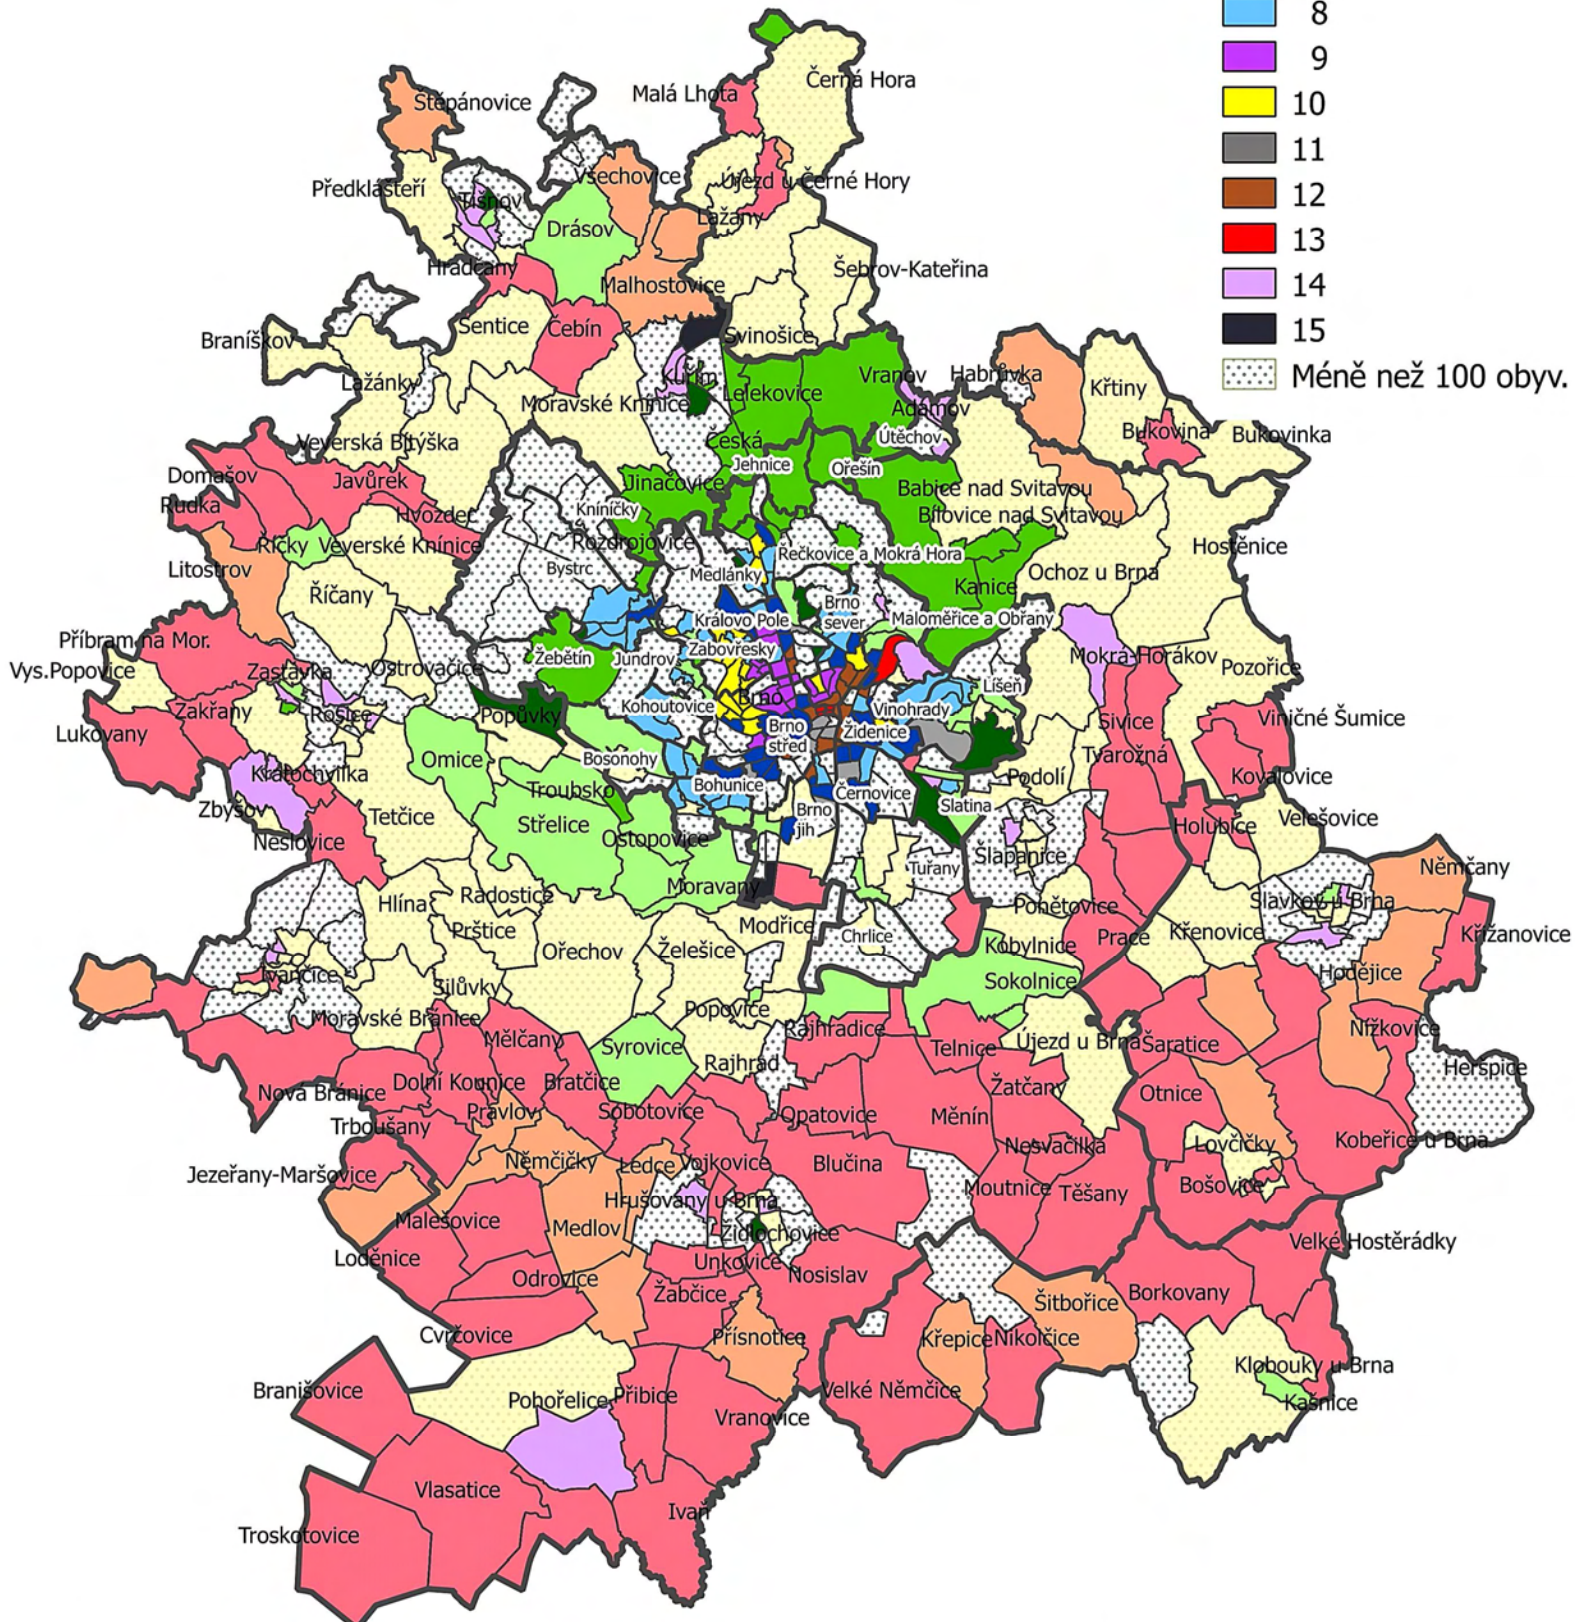 8
9
10
11
12
13
14
15
Méně než 100 obyv.
Černá Hora
Malá Lhota
Štěpánovice
Všechovice
Újezd u Černé Hory
Předklášteří
Tišnov
Lažany
Drásov
Hradčany
Šebrov-Kateřina
Malhostovice
Sentice
Čebín
Svinošice
Braníškov
Lažánky
Kuřim
Lelekovice
Vranov
Habrůvka
Křtiny
Moravské Knínice
Adamov
Česká
Útěchov
Bukovina
Bukovinka
Veverská Bítýška
Jehnice
Ořešín
Domašov
Javůrek
Jinačovice
Babice nad Svitavou
Rudka
Hvozdec
Kníničky
Bílovice nad Svitavou
Říčky
Veverské Knínice
Rozdrojovice
Řečkovice a Mokrá Hora
Hostěnice
Litostrov
Bystrc
Medlánky
Kanice
Ochoz u Brna
Říčany
Brno
sever
Královo Pole
Maloměřice a Obřany
Příbram na Mor.
Žabovřesky
Mokrá-Horákov
Vys.Popovice
Zastávka
Ostrovačice
Žebětín
Jundrov
Pozořice
Líšeň
Brno
Zakřany
Rosice
Popůvky
Kohoutovice
Vinohrady
Sivice
Viničné Šumice
Lukovany
Brno
střed
Židenice
Tvarožná
Omice
Bosonohy
Kratochvilka
Podolí
Kovalovice
Troubsko
Bohunice
Černovice
Slatina
Zbýšov
Tetčice
Střelice
Brno
jih
Holubice
Velešovice
Neslovice
Ostopovice
Šlapanice
Tuřany
Němčany
Moravany
Radostice
Hlína
Slavkov u Brna
Ponětovice
Prštice
Modřice
Chrlice
Prace
Křenovice
Křižanovice
Ořechov
Želešice
Kobylnice
Ivančice
Hodějice
Silůvky
Sokolnice
Popovice
Moravské Bránice
Rajhradice
Nížkovice
Mělčany
Syrovice
Telnice
Újezd u Brna
Šaratice
Rajhrad
Heršpice
Nová Bránice
Dolní Kounice
Bratčice
Žatčany
Otnice
Pravlov
Sobotovice
Opatovice
Měnín
Trboušany
Nesvačilka
Lovčičky
Kobeřice u Brna
Němčičky
Ledce
Vojkovice
Blučina
Jezeřany-Maršovice
Moutnice
Těšany
Bošovice
Hrušovany u Brna
Malešovice
Medlov
Židlochovice
Velké Hostěrádky
Loděnice
Unkovice
Nosislav
Odrovice
Žabčice
Borkovany
Šitbořice
Cvrčovice
Přísnotice
Křepice
Nikolčice
Klobouky u Brna
Branišovice
Pohořelice
Přibice
Velké Němčice
Kašnice
Vranovice
Vlasatice
Ivaň
Troskotovice